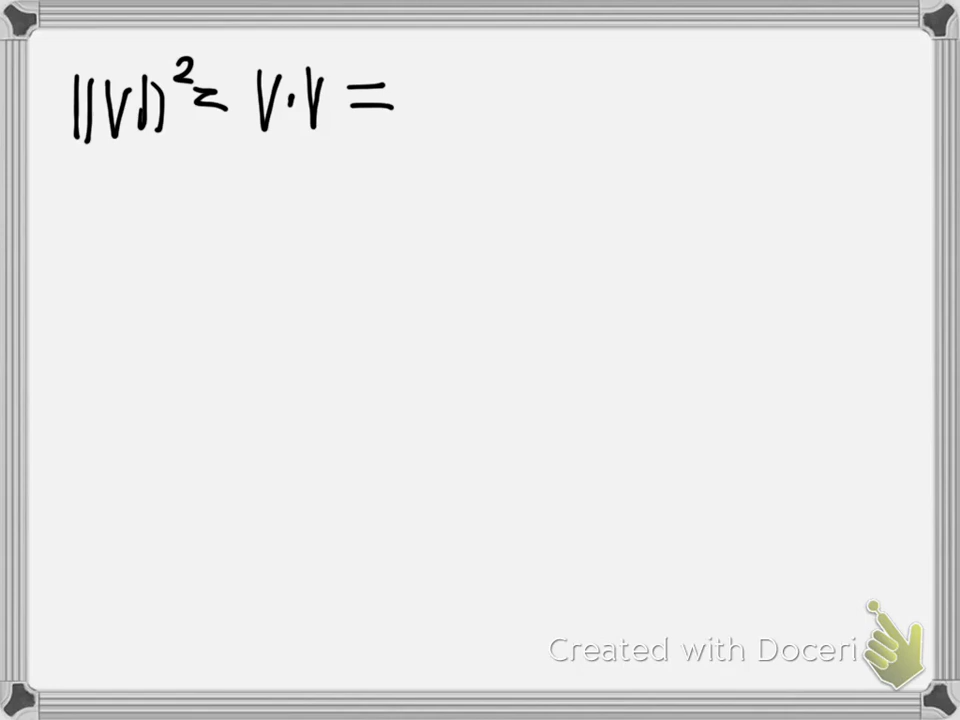 ||V||² = V·V =
Created with Doceri